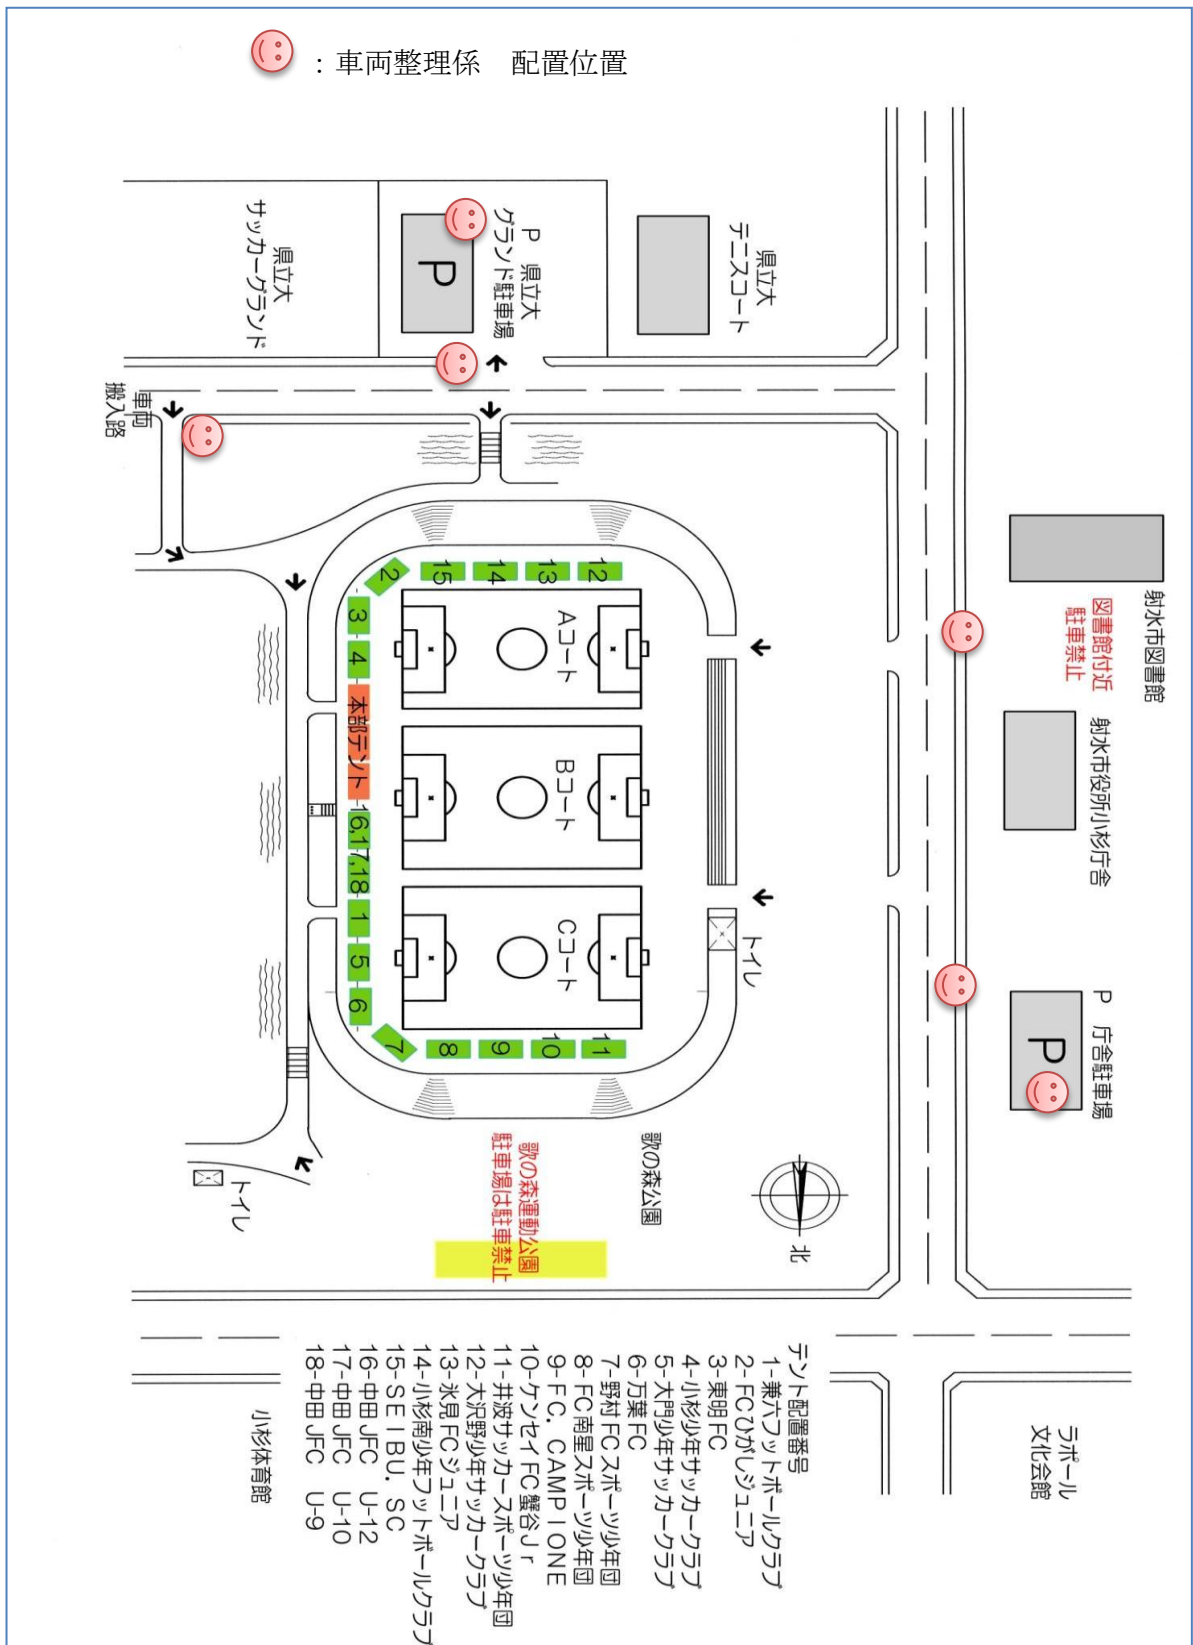 ：車両整理係　配置位置
県立大
テニスコート
P 県立大
グランド駐車場
P
県立大
サッカーグランド
車両
搬入路
射水市図書館
図書館付近
駐車禁止
射水市役所小杉庁舎
P 庁舎駐車場
P
12
13
14
15
2
3
4
本部テント
16,17,18
1
5
6
7
8
9
10
11
Aコート
Bコート
Cコート
トイレ
トイレ
歌の森公園
歌の森運動公園
駐車場は駐車禁止
北
ラポール
文化会館
小杉体育館
テント配置番号
1-兼六フットボールクラブ
2-FCひがしジュニア
3-東明FC
4-小杉少年サッカークラブ
5-大門少年サッカークラブ
6-万葉FC
7-野村FCスポーツ少年団
8-FC南星スポーツ少年団
9-FC．CAMPIONE
10-ケンセイFC蟹谷Jr
11-井波サッカースポーツ少年団
12-大沢野少年サッカークラブ
13-氷見FCジュニア
14-小杉南少年フットボールクラブ
15-SEIBU．SC
16-中田JFC　U-12
17-中田JFC　U-10
18-中田JFC　U-9